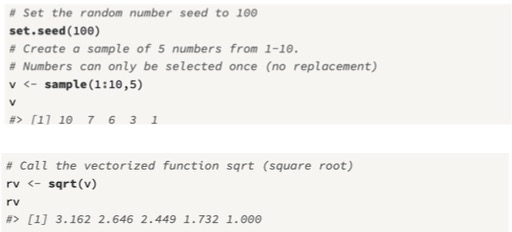 # Set the random number seed to 100
set.seed(100)
# Create a sample of 5 numbers from 1-10.
# Numbers can only be selected once (no replacement)
v <- sample(1:10,5)
v
#> [1] 10 7 6 3 1
# Call the vectorized function sqrt (square root)
rv <- sqrt(v)
rv
#> [1] 3.162 2.646 2.449 1.732 1.000